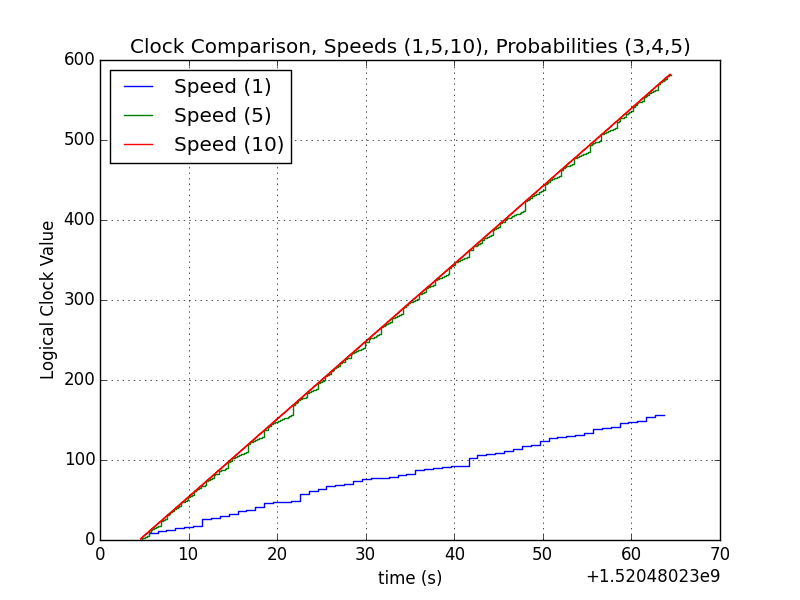 Clock Comparison, Speeds (1,5,10), Probabilities (3,4,5)
600
500
400
300
200
100
0
Logical Clock Value
Speed (1)
Speed (5)
Speed (10)
0 10 20 30 40 50 60 70
time (s)
+1.52048023e9